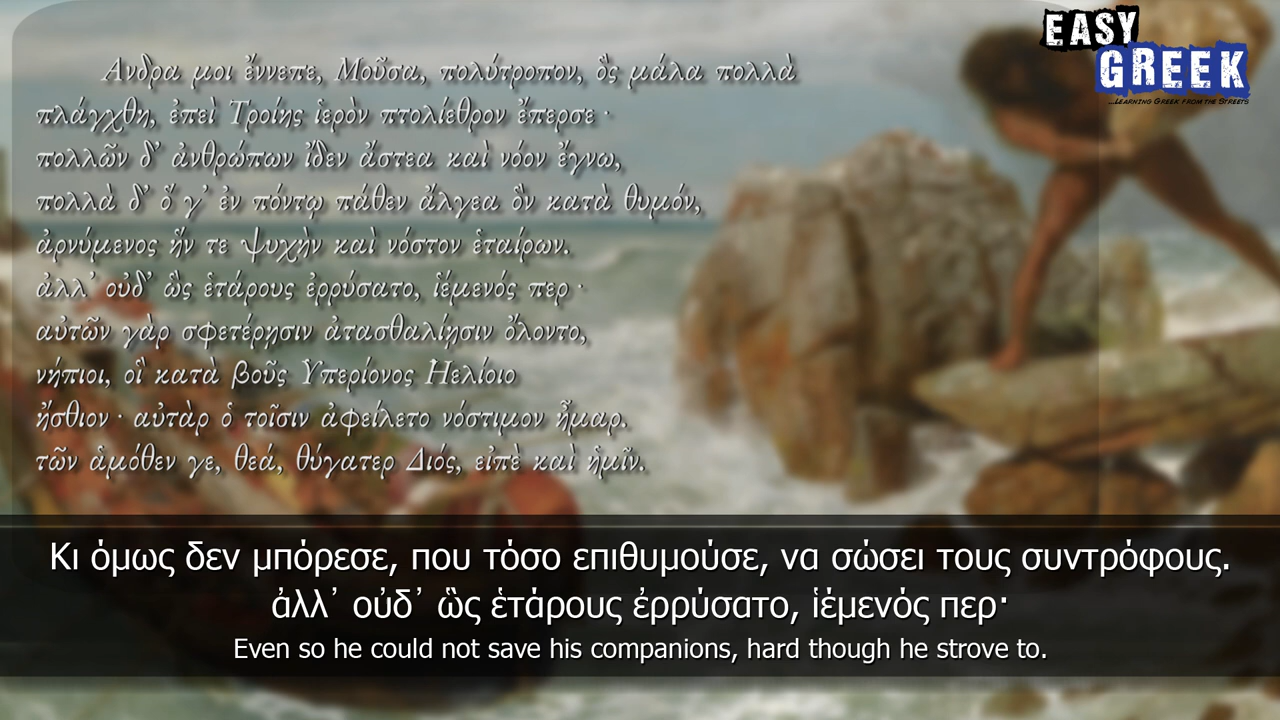 EASY
GREEK
...Learning Greek from the Streets
Ανδρα μοι ἔννεπε, Μοῦσα, πολύτροπον, ὃς μάλα πολλὰ
πλάγχθη, ἐπεὶ Τροίης ἱερὸν πτολίεθρον ἔπερσε ·
πολλῶν δ’ ἀνθρώπων ἴδεν ἄστεα καὶ νόον ἔγνω,
πολλὰ δ’ ὅ γ’ ἐν πόντῳ πάθεν ἄλγεα ὃν κατὰ θυμόν,
ἀρνύμενος ἥν τε ψυχὴν καὶ νόστον ἑταίρων.
ἀλλ’ οὐδ’ ὣς ἑτάρους ἐρρύσατο, ἱέμενός περ ·
αὐτῶν γὰρ σφετέρῃσιν ἀτασθαλίῃσιν ὄλοντο,
νήπιοι, οἳ κατὰ βοῦς Ὑπερίονος Ἠελίοιο
ἤσθιον · αὐτὰρ ὁ τοῖσιν ἀφείλετο νόστιμον ἦμαρ.
τῶν ἁμόθεν γε, θεά, θύγατερ Διός, εἰπὲ καὶ ἡμῖν.
Κι όμως δεν μπόρεσε, που τόσο επιθυμούσε, να σώσει τους συντρόφους.
ἀλλ᾽ οὐδ᾽ ὣς ἑτάρους ἐρρύσατο, ἱέμενός περ·
Even so he could not save his companions, hard though he strove to.